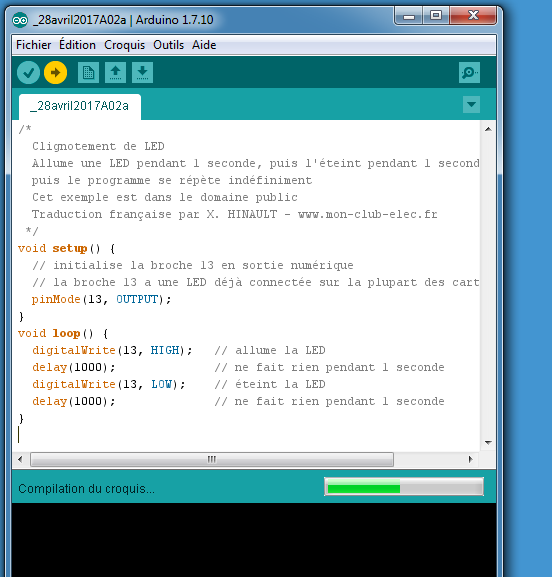 _28avril2017A02a | Arduino 1.7.10
Fichier Édition Croquis Outils Aide
_28avril2017A02a
/*
Clignotement de LED
Allume une LED pendant 1 seconde, puis l'éteint pendant 1 second
puis le programme se répète indéfiniment
Cet exemple est dans le domaine public
Traduction française par X. HINAULT - www.mon-club-elec.fr
*/
void setup() {
// initialise la broche 13 en sortie numérique
// la broche 13 a une LED déjà connectée sur la plupart des cart
pinMode(13, OUTPUT);
}
void loop() {
digitalWrite(13, HIGH); // allume la LED
delay(1000); // ne fait rien pendant 1 seconde
digitalWrite(13, LOW); // éteint la LED
delay(1000); // ne fait rien pendant 1 seconde
}
Compilation du croquis...